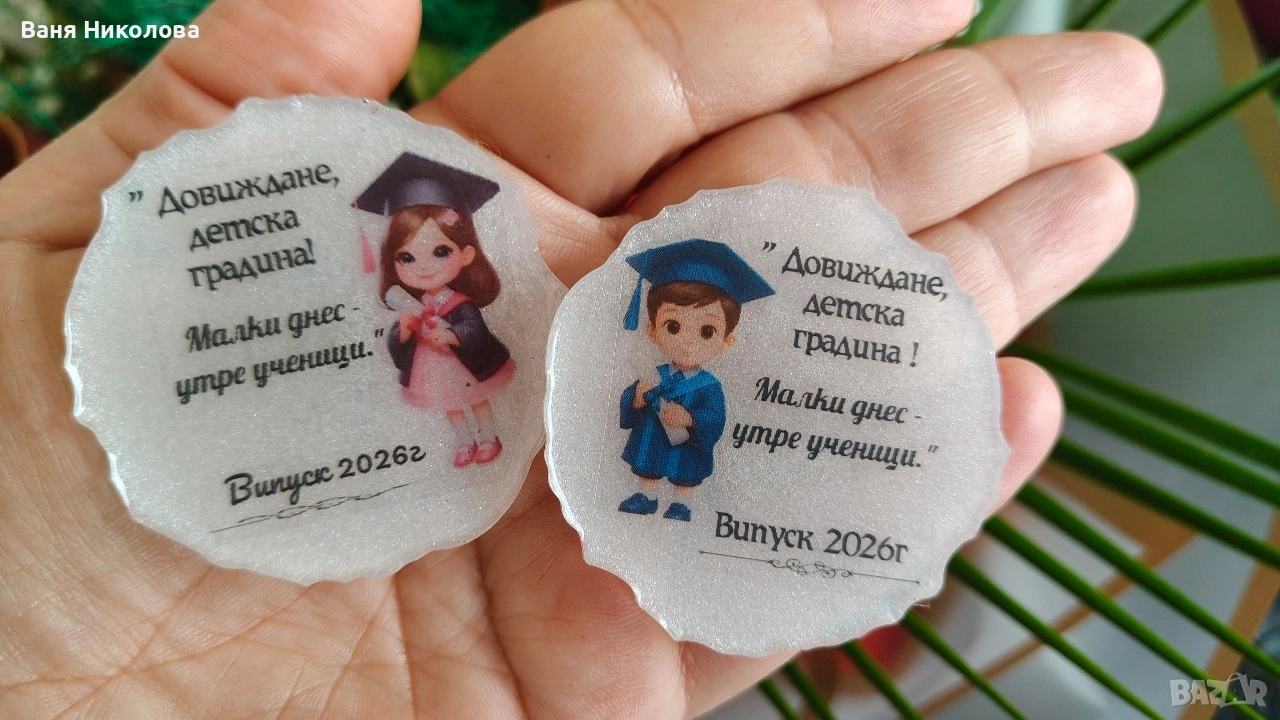 Ваня Николова
" Довиждане,
детска
градина!
Малки днес -
утре ученици."
Випуск 2026г
" Довиждане,
детска
градина !
Малки днес -
утре ученици."
Випуск 2026г
BAZAR